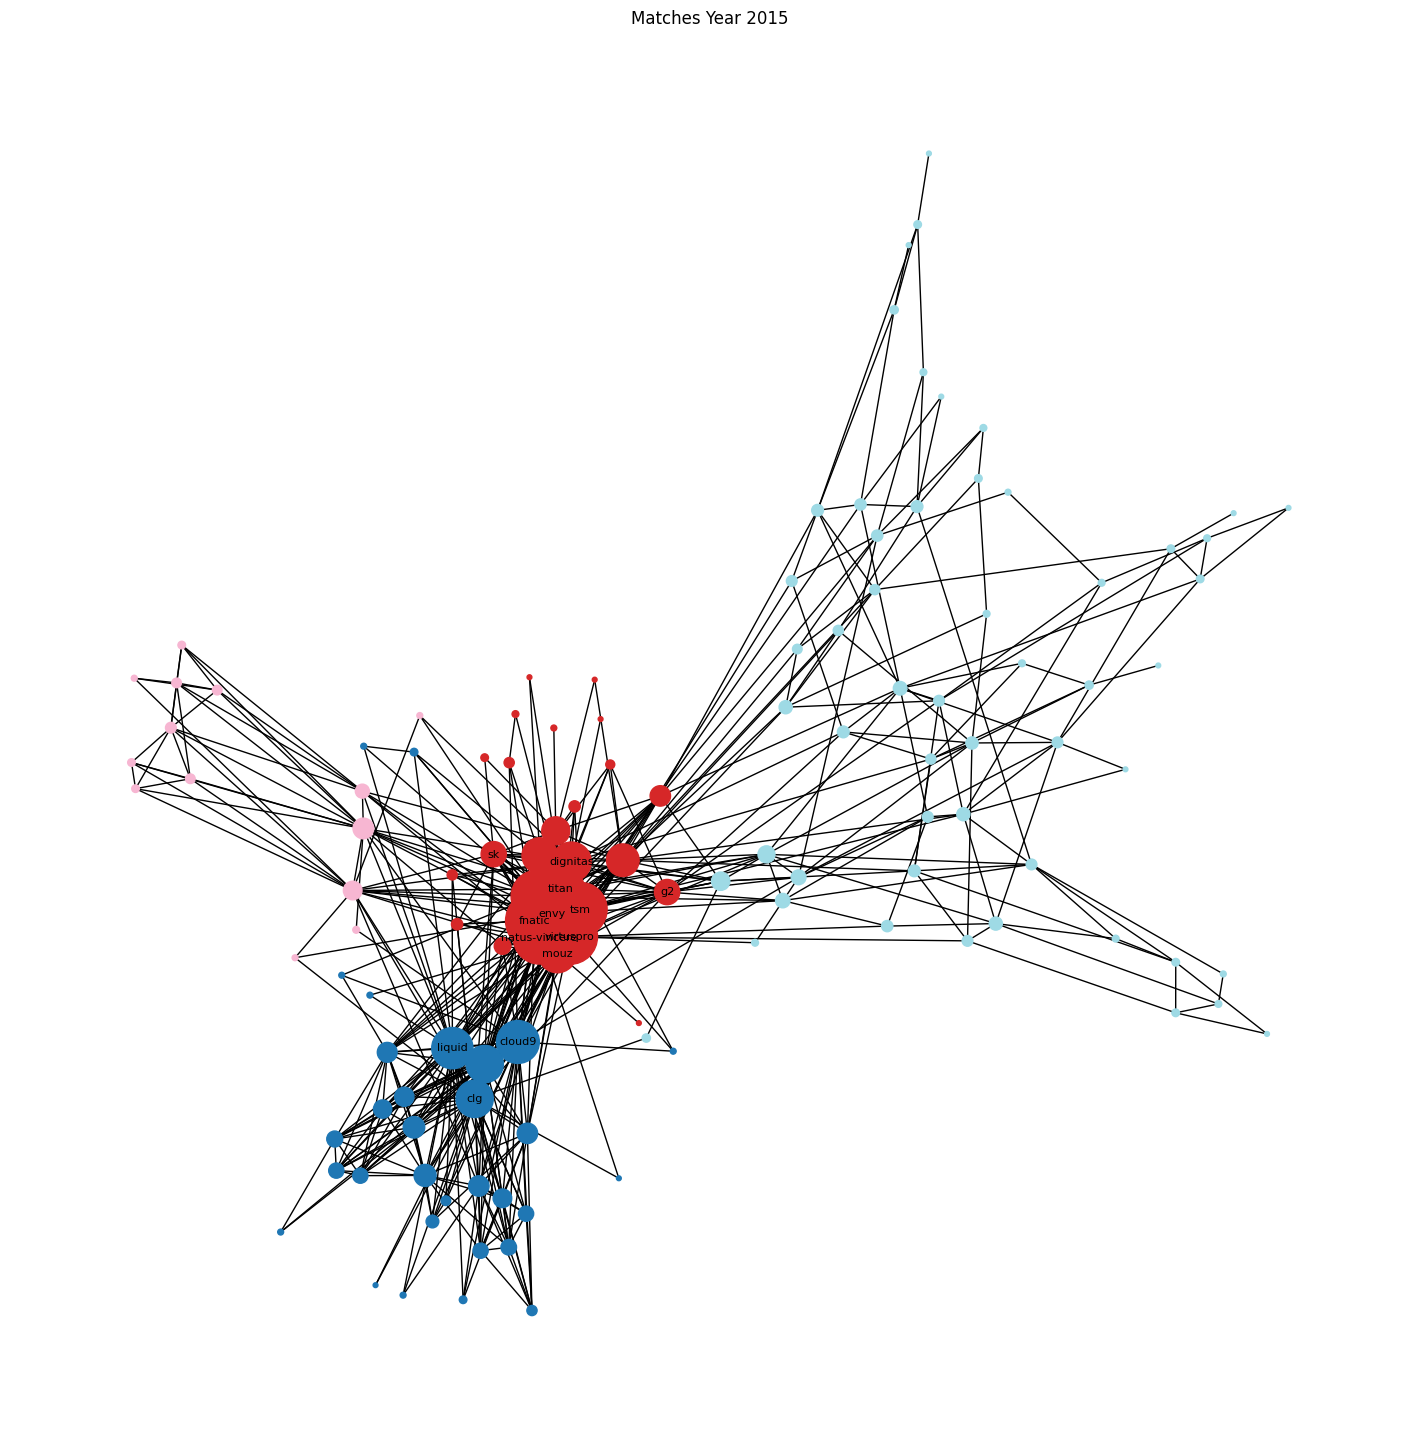 Matches Year 2015
sk
dignitas
titan
g2
tsm
envy
fnatic
natus-vincere
virtuspro
mouz
cloud9
liquid
clg